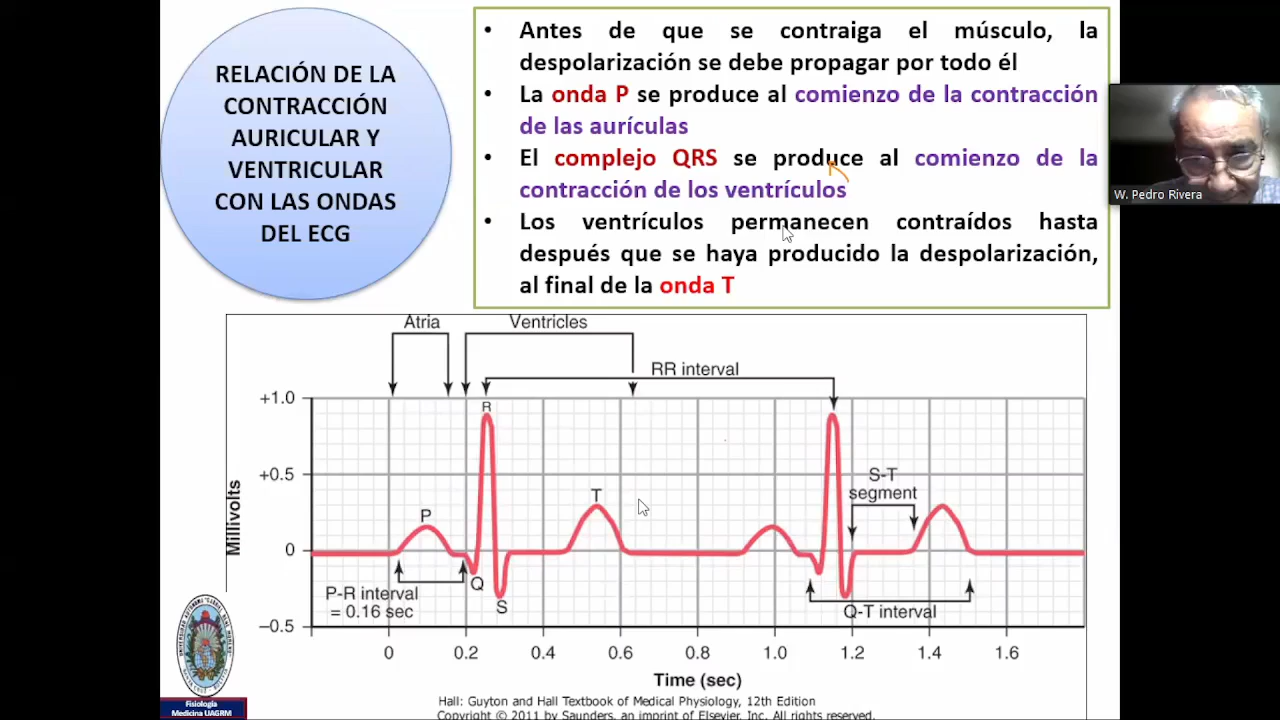 RELACIÓN DE LA
CONTRACCIÓN
AURICULAR Y
VENTRICULAR
CON LAS ONDAS
DEL ECG
• Antes de que se contraiga el músculo, la
despolarización se debe propagar por todo él
• La onda P se produce al comienzo de la contracción
de las aurículas
• El complejo QRS se produce al comienzo de la
contracción de los ventrículos
• Los ventrículos permanecen contraídos hasta
después que se haya producido la despolarización,
al final de la onda T
W. Pedro Rivera
Atria
Ventricles
RR interval
+1.0
+0.5
0
−0.5
Millivolts
R
P
T
Q
S
S-T
segment
P-R interval
= 0.16 sec
Q-T interval
0 0.2 0.4 0.6 0.8 1.0 1.2 1.4 1.6
Time (sec)
Fisiología
Medicina UAGRM
Hall: Guyton and Hall Textbook of Medical Physiology, 12th Edition
Copyright © 2011 by Saunders, an imprint of Elsevier, Inc. All rights reserved.